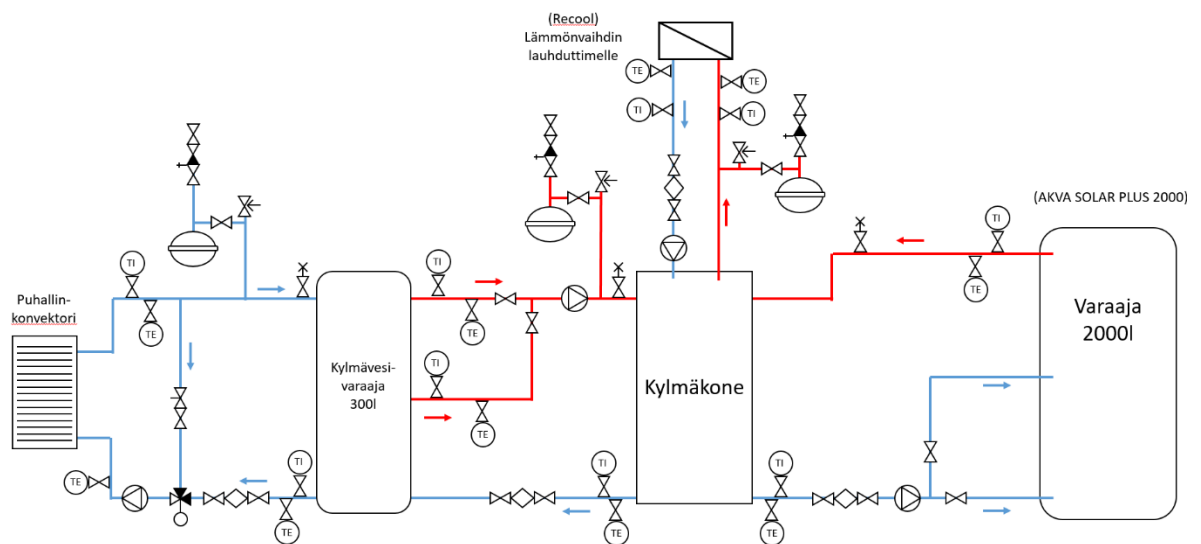 (Recool)
Lämmönvaihdin
lauhduttimelle
TE
TE
TI
TI
(AKVA SOLAR PLUS 2000)
TI
TI
TI
TE
Puhallin-
konvektori
TE
TE
Varaaja
2000l
Kylmävesi-
varaaja
300l
TI
TE
Kylmäkone
TE
TI
TI
TI
TE
TE
TE